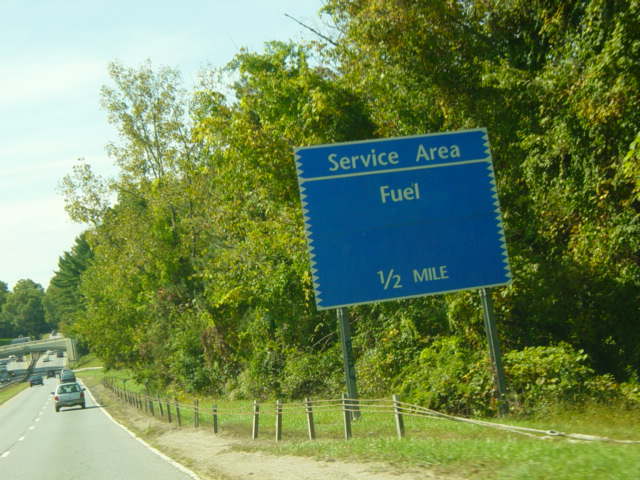 Service Area
Fuel
1/2 MILE